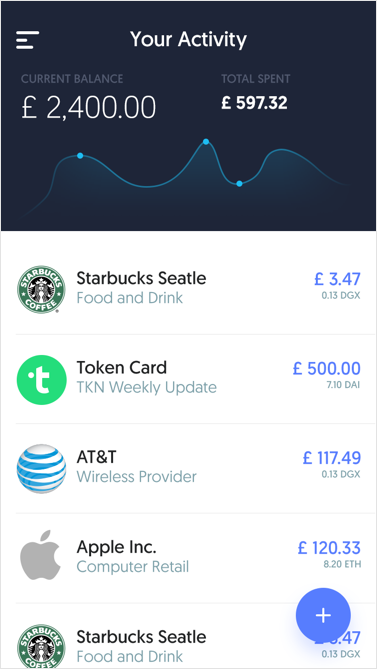 Your Activity
CURRENT BALANCE
TOTAL SPENT
£ 2,400.00
£ 597.32
STARBUCKS
COFFEE
Starbucks Seatle
£ 3.47
Food and Drink
0.13 DGX
t
Token Card
£ 500.00
TKN Weekly Update
7.10 DAI
AT&T
£ 117.49
Wireless Provider
0.13 DGX
Apple Inc.
£ 120.33
Computer Retail
8.20 ETH
+
STARBUCKS
Starbucks Seatle
.47
Food and Drink
0.13 DGX